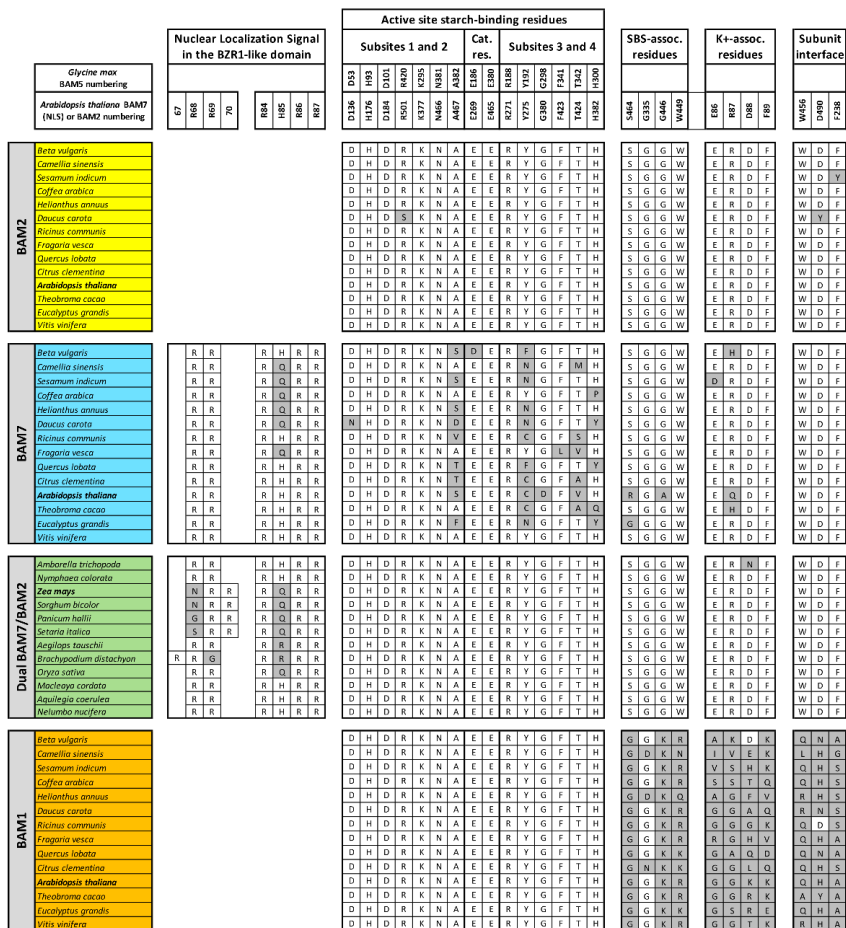 Active site starch-binding residues
Nuclear Localization Signal in the BZR1-like domain
Subsites 1 and 2
Cat. res.
Subsites 3 and 4
SBS-assoc. residues
K+-assoc. residues
Subunit interface
Glycine max BAM5 numbering
D53 H93 D101 R420 K295 N381 A382 E186 E380 R188 Y192 G298 F341 T342 H300
Arabidopsis thaliana BAM7 (NLS) or BAM2 numbering
67 R68 R69 70 R84 H85 R86 R87 D136 H176 D184 R501 K377 N466 A467 E269 E465 R271 Y275 G380 F423 T424 H382 S464 G335 G446 W449 E86 R87 D88 F89 W456 D490 F238
BAM2
Beta vulgaris D H D R K N A E E R Y G F T H S G G W E R D F W D F
Camellia sinensis D H D R K N A E E R Y G F T H S G G W E R D F W D F
Sesamum indicum D H D R K N A E E R Y G F T H S G G W E R D F W D Y
Coffea arabica D H D R K N A E E R Y G F T H S G G W E R D F W D F
Helianthus annuus D H D R K N A E E R Y G F T H S G G W E R D F W D F
Daucus carota D H D S K N A E E R Y G F T H S G G W E R D F W Y F
Ricinus communis D H D R K N A E E R Y G F T H S G G W E R D F W D F
Fragaria vesca D H D R K N A E E R Y G F T H S G G W E R D F W D F
Quercus lobata D H D R K N A E E R Y G F T H S G G W E R D F W D F
Citrus clementina D H D R K N A E E R Y G F T H S G G W E R D F W D F
Arabidopsis thaliana D H D R K N A E E R Y G F T H S G G W E R D F W D F
Theobroma cacao D H D R K N A E E R Y G F T H S G G W E R D F W D F
Eucalyptus grandis D H D R K N A E E R Y G F T H S G G W E R D F W D F
Vitis vinifera D H D R K N A E E R Y G F T H S G G W E R D F W D F
BAM7
Beta vulgaris R R R H R R D H D R K N S D E R F G F T H S G G W E H D F W D F
Camellia sinensis R R R Q R R D H D R K N A E E R N G F M H S G G W E R D F W D F
Sesamum indicum R R R Q R R D H D R K N S E E R N G F T H S G G W D R D F W D F
Coffea arabica R R R Q R R D H D R K N A E E R Y G F T P S G G W E R D F W D F
Helianthus annuus R R R Q R R D H D R K N S E E R N G F T H S G G W E R D F W D F
Daucus carota R R R Q R R N H D R K N D E E R N G F T Y S G G W E R D F W D F
Ricinus communis R R R H R R D H D R K N V E E R C G F S H S G G W E R D F W D F
Fragaria vesca R R R Q R R D H D R K N A E E R Y G L V H S G G W E R D F W D F
Quercus lobata R R R H R R D H D R K N T E E R F G F T Y S G G W E R D F W D F
Citrus clementina R R R H R R D H D R K N T E E R C G F A H S G G W E R D F W D F
Arabidopsis thaliana R R R H R R D H D R K N S E E R C D F V H R G A W E Q D F W D F
Theobroma cacao R R R H R R D H D R K N A E E R C G F A Q S G G W E H D F W D F
Eucalyptus grandis R R R H R R D H D R K N F E E R N G F T Y G G G W E R D F W D F
Vitis vinifera R R R H R R D H D R K N A E E R Y G F T H S G G W E R D F W D F
Dual BAM7/BAM2
Amborella trichopoda R R R H R R D H D R K N A E E R Y G F T H S G G W E R N F W D F
Nymphaea colorata R R R H R R D H D R K N A E E R Y G F T H S G G W E R D F W D F
Zea mays N R R R Q R R D H D R K N A E E R Y G F T H S G G W E R D F W D F
Sorghum bicolor N R R R Q R R D H D R K N A E E R Y G F T H S G G W E R D F W D F
Panicum hallii G R R R Q R R D H D R K N A E E R Y G F T H S G G W E R D F W D F
Setaria italica S R R R Q R R D H D R K N A E E R Y G F T H S G G W E R D F W D F
Aegilops tauschii R R R R R R D H D R K N A E E R Y G F T H S G G W E R D F W D F
Brachypodium distachyon R R G R R R R D H D R K N A E E R Y G F T H S G G W E R D F W D F
Oryza sativa R R R Q R R D H D R K N A E E R Y G F T H S G G W E R D F W D F
Macleaya cordata R R R H R R D H D R K N A E E R Y G F T H S G G W E R D F W D F
Aquilegia coerulea R R R H R R D H D R K N A E E R Y G F T H S G G W E R D F W D F
Nelumbo nucifera R R R H R R D H D R K N A E E R Y G F T H S G G W E R D F W D F
BAM1
Beta vulgaris D H D R K N A E E R Y G F T H G G K R A K D K Q N A
Camellia sinensis D H D R K N A E E R Y G F T H G D K N I V E K L H G
Sesamum indicum D H D R K N A E E R Y G F T H G G K R V S H K Q H S
Coffea arabica D H D R K N A E E R Y G F T H G G K R S S T Q Q H S
Helianthus annuus D H D R K N A E E R Y G F T H G D K Q A G F V R H S
Daucus carota D H D R K N A E E R Y G F T H G G K R G G A Q R N S
Ricinus communis D H D R K N A E E R Y G F T H G G K R G G G K Q D S
Fragaria vesca D H D R K N A E E R Y G F T H G G K R R G H V Q H A
Quercus lobata D H D R K N A E E R Y G F T H G G K K G A Q D Q N A
Citrus clementina D H D R K N A E E R Y G F T H G N K K G G L Q Q H S
Arabidopsis thaliana D H D R K N A E E R Y G F T H G G K R G G K K Q H A
Theobroma cacao D H D R K N A E E R Y G F T H G G K R G G K R A Y A
Eucalyptus grandis D H D R K N A E E R Y G F T H G G K R G S R E Q H A
Vitis vinifera D H D R K N A E E R Y G F T H G G K R G G T K R H A